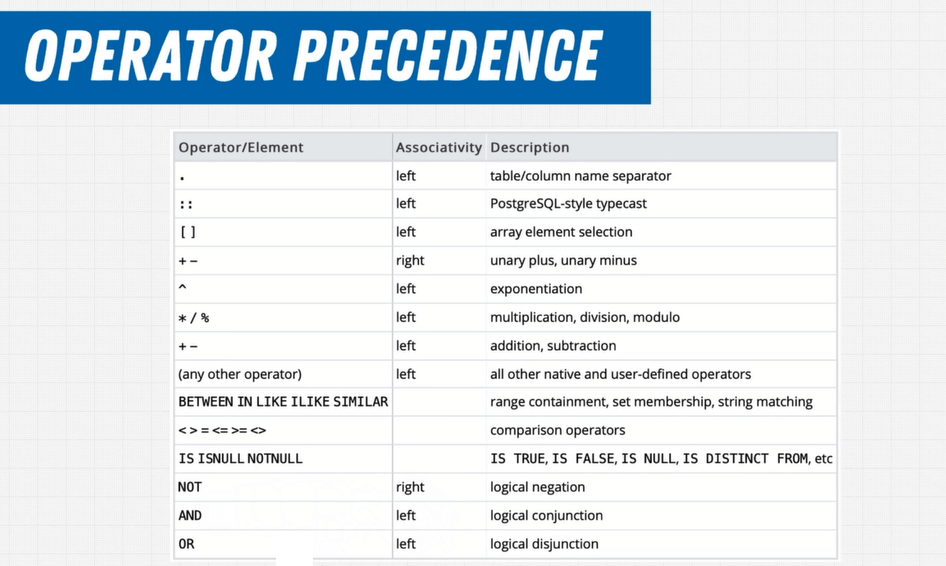 OPERATOR PRECEDENCE
Operator/Element Associativity Description
. left table/column name separator
:: left PostgreSQL-style typecast
[ ] left array element selection
+ – right unary plus, unary minus
^ left exponentiation
* / % left multiplication, division, modulo
+ – left addition, subtraction
(any other operator) left all other native and user-defined operators
BETWEEN IN LIKE ILIKE SIMILAR range containment, set membership, string matching
< > = <= >= <> comparison operators
IS ISNULL NOTNULL IS TRUE, IS FALSE, IS NULL, IS DISTINCT FROM, etc
NOT right logical negation
AND left logical conjunction
OR left logical disjunction